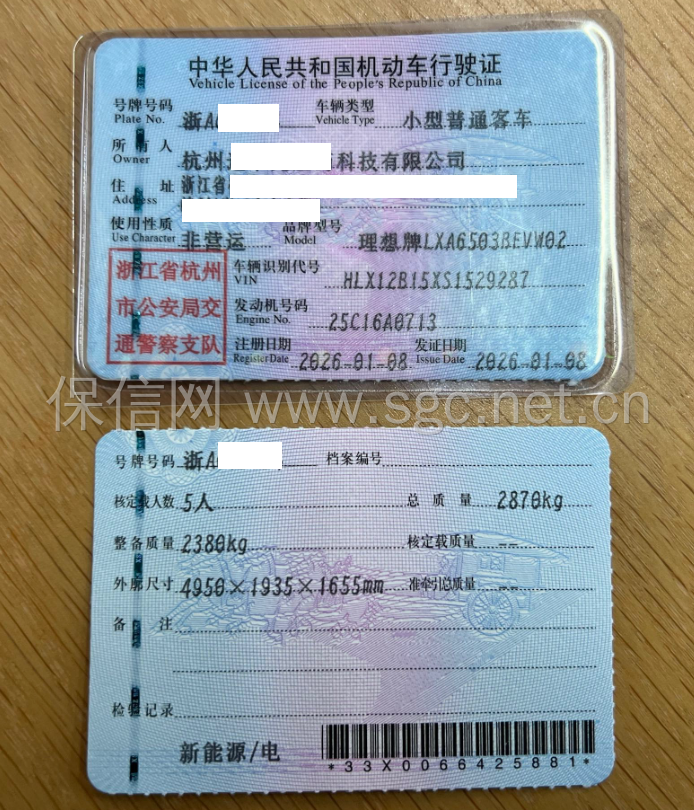 中华人民共和国机动车行驶证
Vehicle License of the People's Republic of China
号牌号码 浙A 车辆类型 小型普通客车
Plate No. Vehicle Type
所有人 杭州 科技有限公司
Owner
住址 浙江省
Address
使用性质 非营运 品牌型号 理想牌LXA6503BEVW02
Use Character Model
浙江省杭州
市公安局交
通警察支队
车辆识别代号 HLX12B15XS1529287
VIN
发动机号码 25C16A0713
Engine No.
注册日期 2026-01-08 发证日期 2026-01-08
Register Date Issue Date
保信网 www.sgc.net.cn
号牌号码 浙A 档案编号
核定载人数 5人 总质量 2870kg
整备质量 2380kg 核定载质量 --
外廓尺寸 4950×1935×1655mm 准牵引总质量 --
备注
检验记录
新能源/电
*33X0066425881*